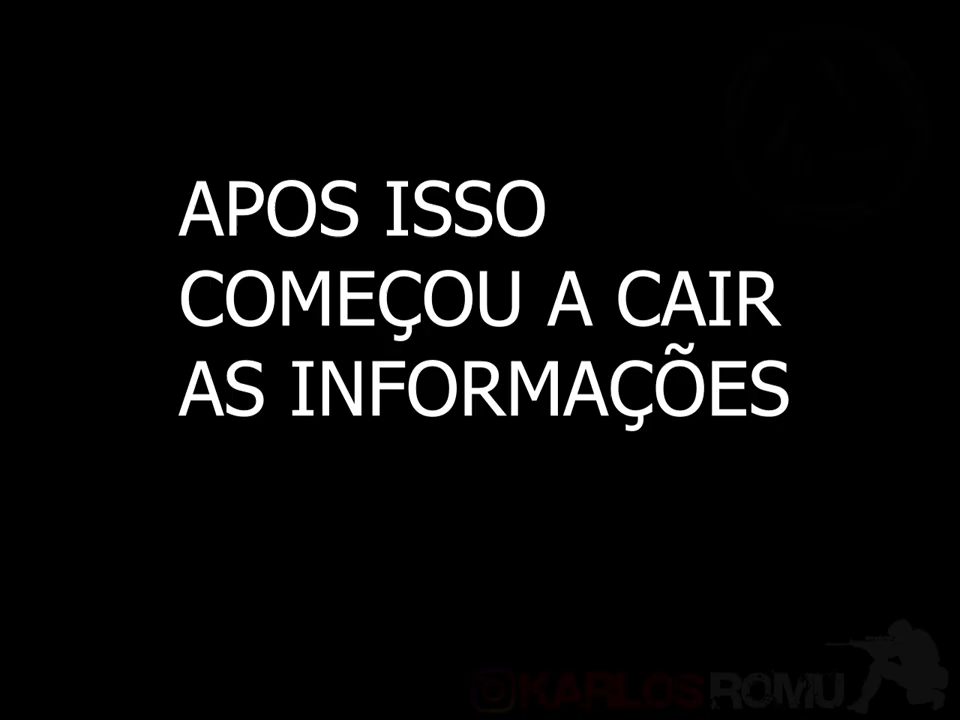 APOS ISSO
COMEÇOU A CAIR
AS INFORMAÇÕES
KARLOSROMU